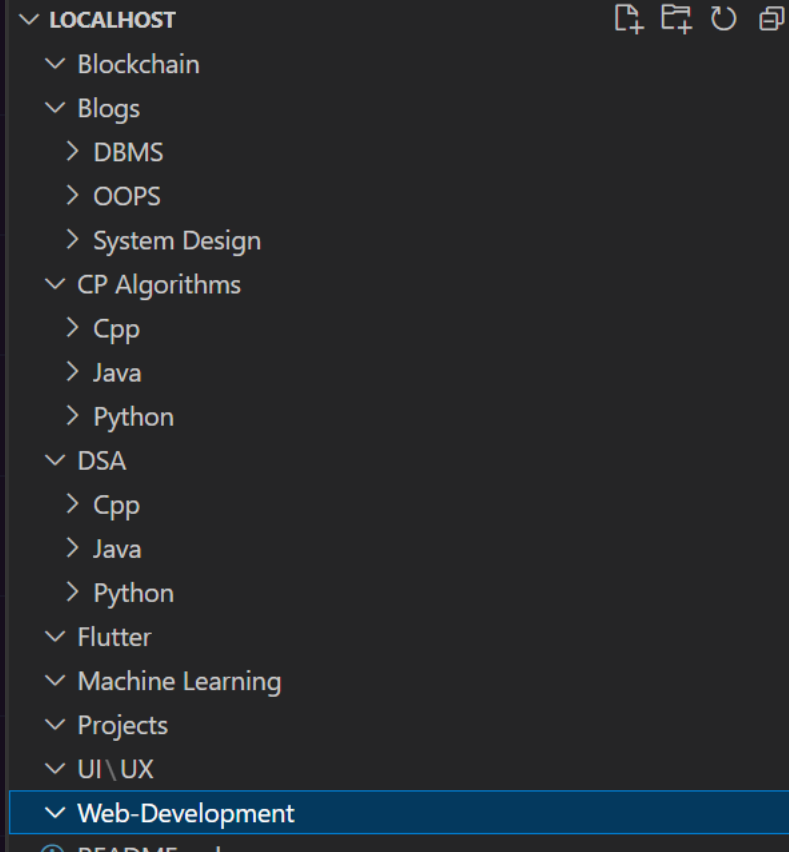 LOCALHOST
Blockchain
Blogs
DBMS
OOPS
System Design
CP Algorithms
Cpp
Java
Python
DSA
Cpp
Java
Python
Flutter
Machine Learning
Projects
UI\UX
Web-Development